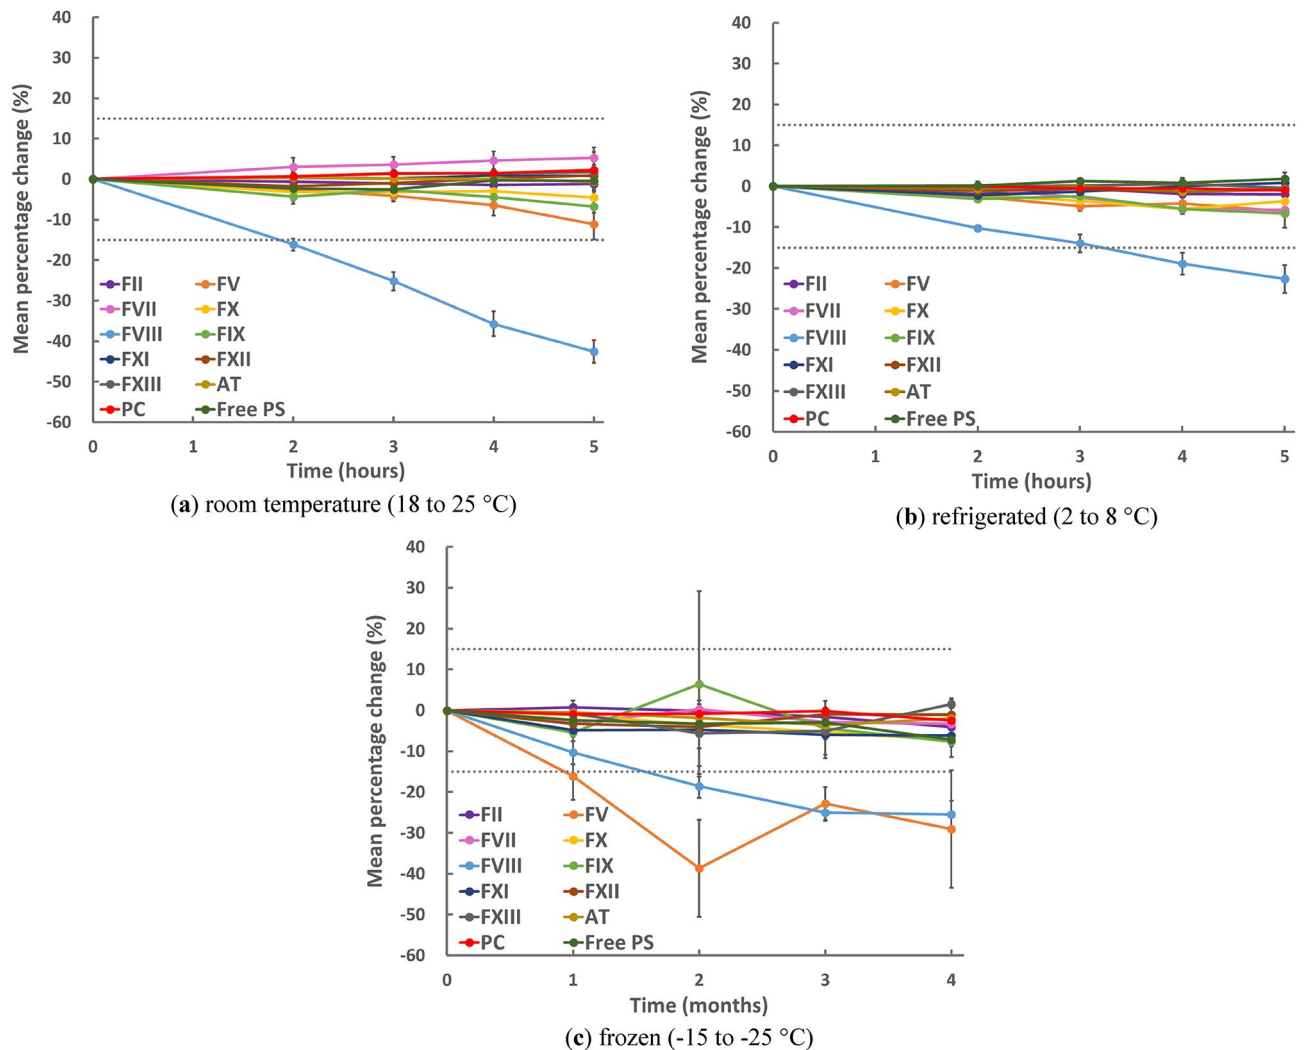 40
30
20
10
0
-10
-20
-30
-40
-50
-60
Mean percentage change (%)
FII FV
FVII FX
FVIII FIX
FXI FXII
FXIII AT
PC Free PS
0 1 2 3 4 5
Time (hours)
(a) room temperature (18 to 25 °C)
40
30
20
10
0
-10
-20
-30
-40
-50
-60
Mean percentage change (%)
FII FV
FVII FX
FVIII FIX
FXI FXII
FXIII AT
PC Free PS
0 1 2 3 4 5
Time (hours)
(b) refrigerated (2 to 8 °C)
40
30
20
10
0
-10
-20
-30
-40
-50
-60
Mean percentage change (%)
FII FV
FVII FX
FVIII FIX
FXI FXII
FXIII AT
PC Free PS
0 1 2 3 4
Time (months)
(c) frozen (-15 to -25 °C)